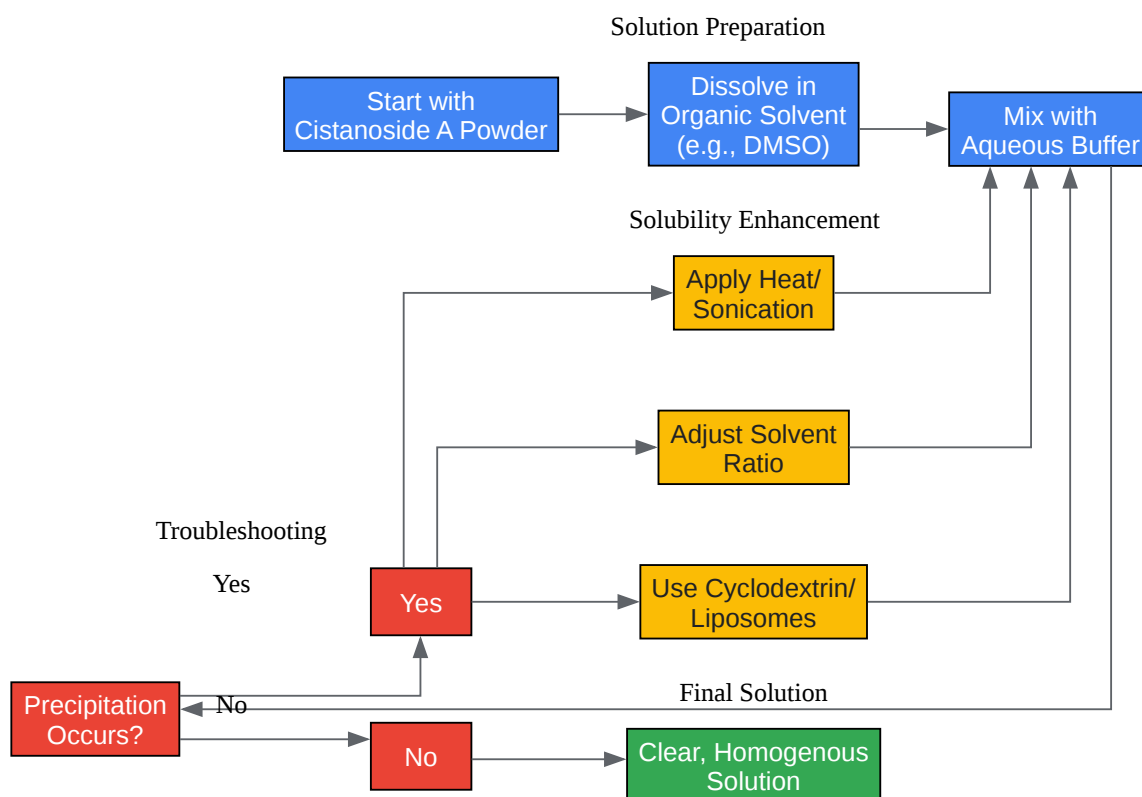 Solution Preparation
Start with
Cistanoside A Powder
Dissolve in
Organic Solvent
(e.g., DMSO)
Mix with
Aqueous Buffer
Solubility Enhancement
Apply Heat/
Sonication
Adjust Solvent
Ratio
Troubleshooting
Yes
Yes
Use Cyclodextrin/
Liposomes
Precipitation
Occurs?
No
Final Solution
No
Clear, Homogenous
Solution